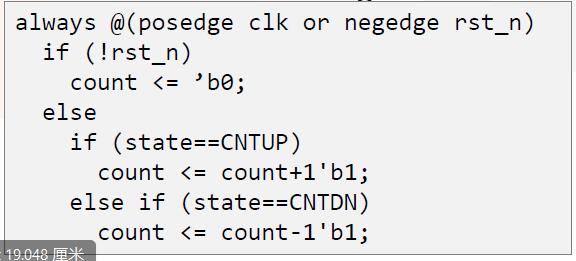 always @(posedge clk or negedge rst_n)
if (!rst_n)
count <= ’b0;
else
if (state==CNTUP)
count <= count+1'b1;
else if (state==CNTDN)
count <= count-1'b1;
19.048 厘米